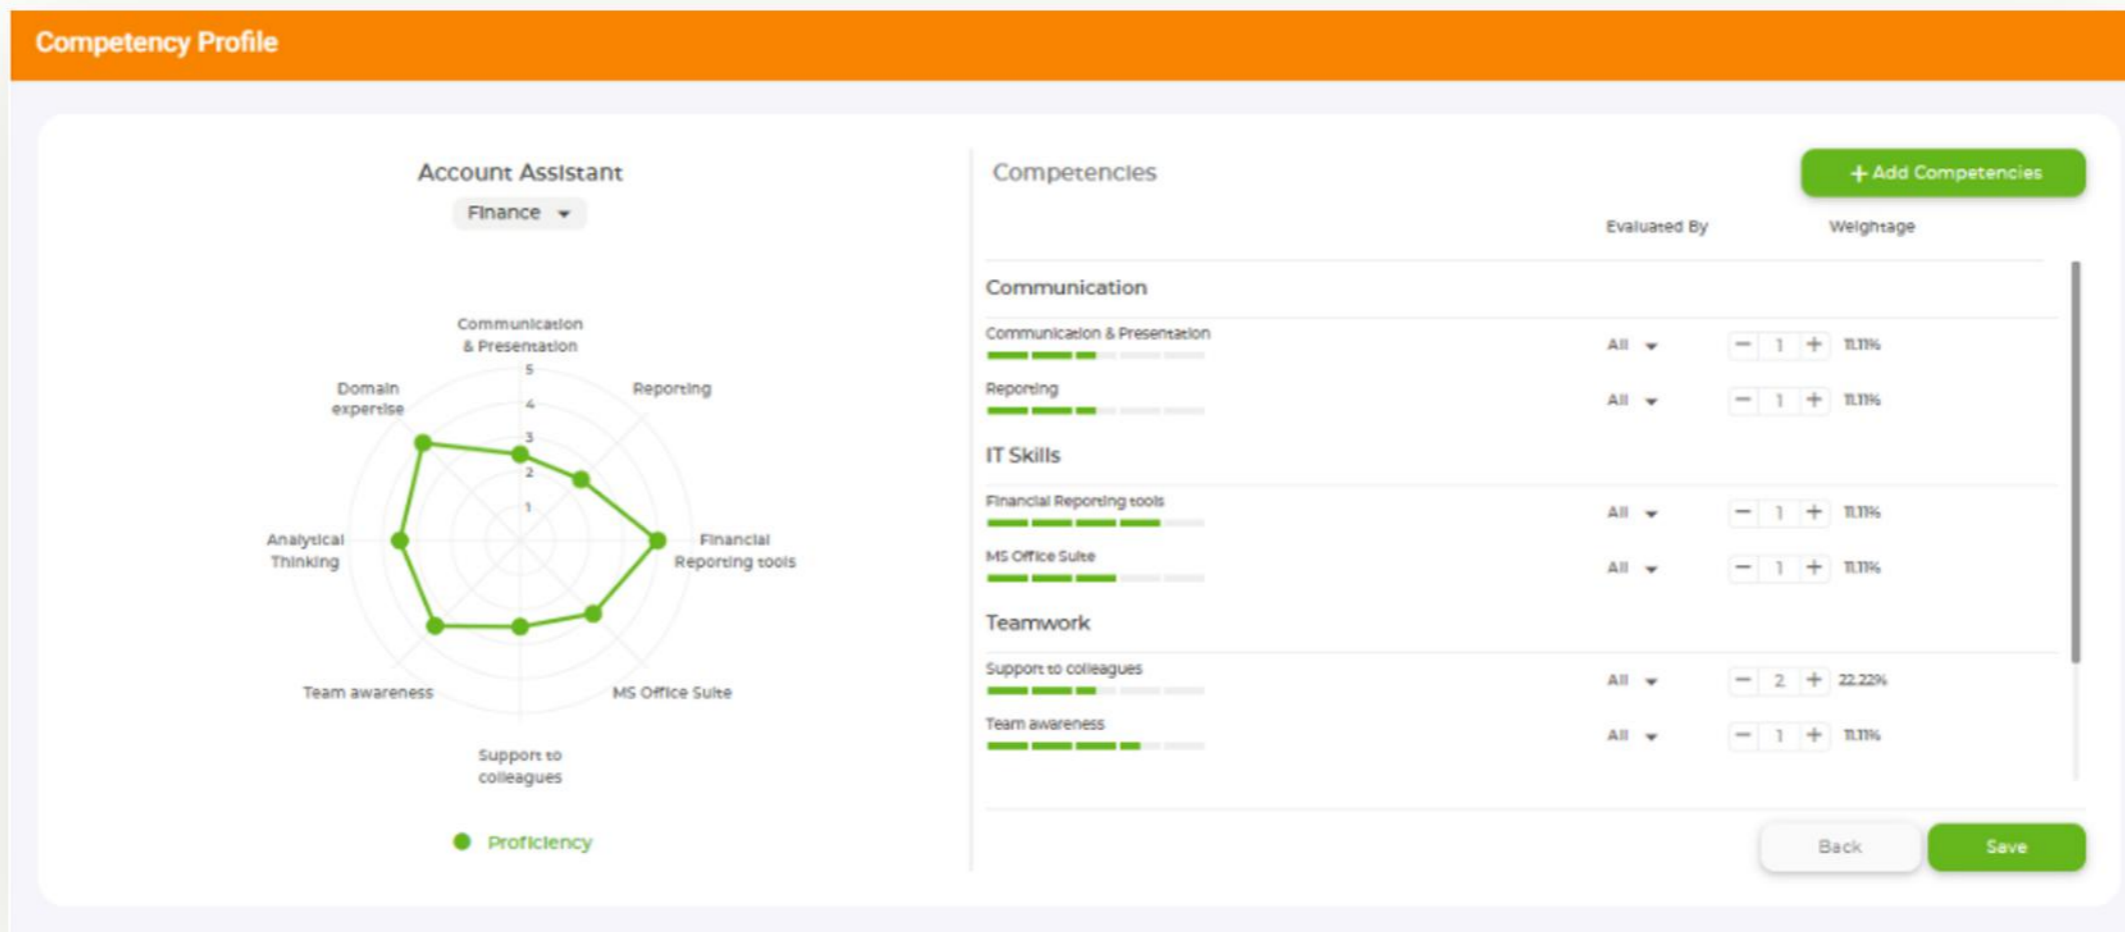 Competency Profile
Account Assistant
Finance
Communication
& Presentation
Domain
expertise
Reporting
5
4
3
2
1
Analytical
Thinking
Financial
Reporting tools
Team awareness
MS Office Suite
Support to
colleagues
Proficiency
Competencies
+ Add Competencies
Evaluated By Weightage
Communication
Communication & Presentation
All − 1 + 11.11%
Reporting
All − 1 + 11.11%
IT Skills
Financial Reporting tools
All − 1 + 11.11%
MS Office Suite
All − 1 + 11.11%
Teamwork
Support to colleagues
All − 2 + 22.22%
Team awareness
All − 1 + 11.11%
Back Save